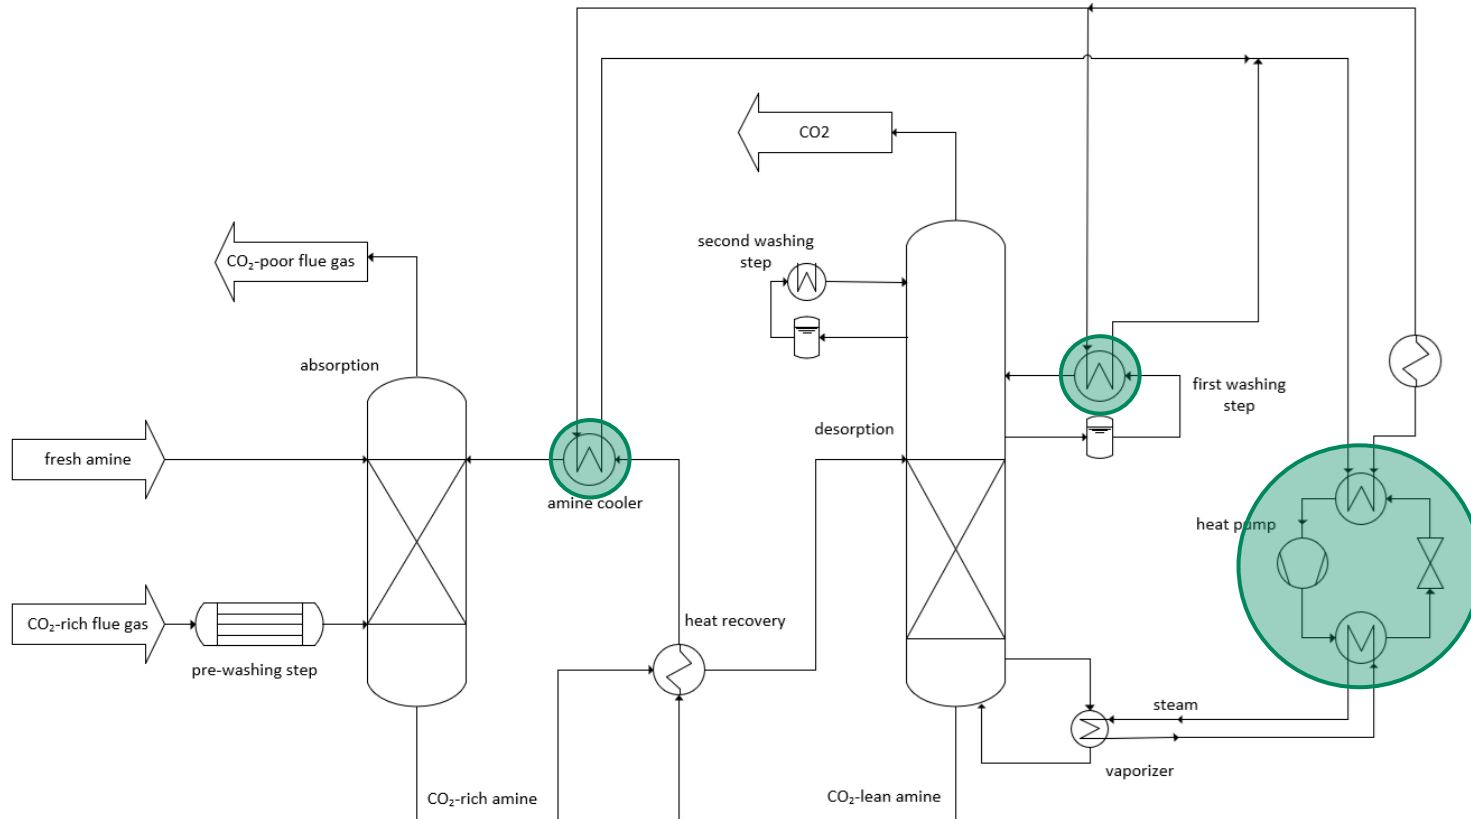 CO2
second washing
step
CO₂-poor flue gas
absorption
first washing
step
desorption
fresh amine
amine cooler
heat pump
CO₂-rich flue gas
heat recovery
pre-washing step
steam
vaporizer
CO₂-rich amine
CO₂-lean amine